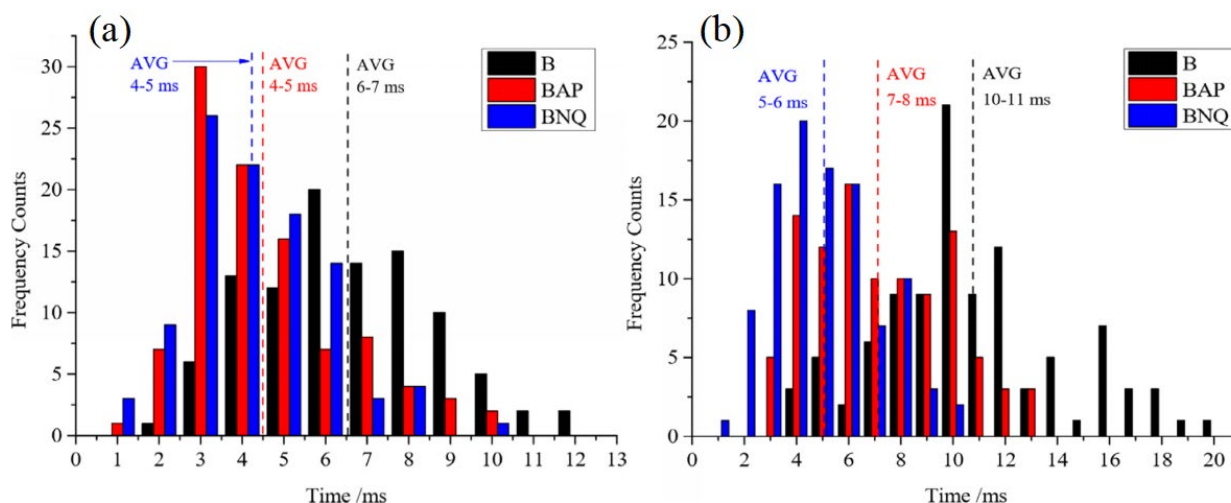 (a)
AVG
4-5 ms
AVG
4-5 ms
AVG
6-7 ms
B
BAP
BNQ
Frequency Counts
30
25
20
15
10
5
0
0 1 2 3 4 5 6 7 8 9 10 11 12 13
Time /ms
(b)
AVG
5-6 ms
AVG
7-8 ms
AVG
10-11 ms
B
BAP
BNQ
Frequency Counts
25
20
15
10
5
0
2 4 6 8 10 12 14 16 18 20
Time /ms